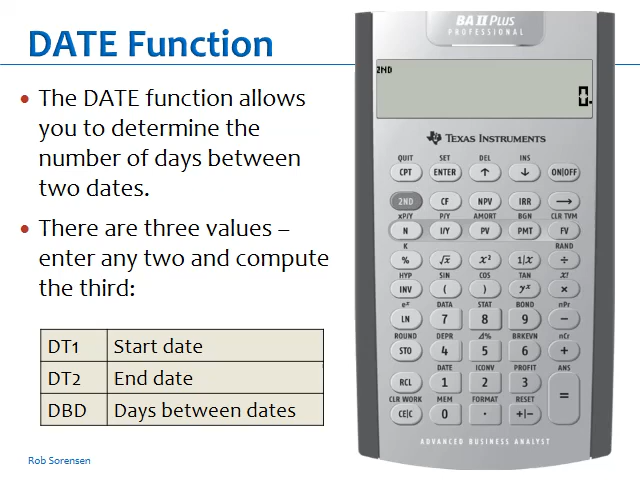 DATE Function
• The DATE function allows
you to determine the
number of days between
two dates.
• There are three values –
enter any two and compute
the third:
DT1 Start date
DT2 End date
DBD Days between dates
Rob Sorensen
BA II PLUS
PROFESSIONAL
2ND
0.
TEXAS INSTRUMENTS
QUIT SET DEL INS
CPT ENTER ↑ ↓ ON|OFF
2ND CF NPV IRR →
xP/Y P/Y AMORT BGN CLR TVM
N I/Y PV PMT FV
K RAND
% √x x² 1/x ÷
HYP SIN COS TAN x!
INV ( ) yˣ ×
eˣ DATA STAT BOND nPr
LN 7 8 9 −
ROUND DEPR Δ% BRKEVN nCr
STO 4 5 6 +
DATE ICONV PROFIT ANS
RCL 1 2 3 =
CLR WORK MEM FORMAT RESET
CE|C 0 . +|−
ADVANCED BUSINESS ANALYST